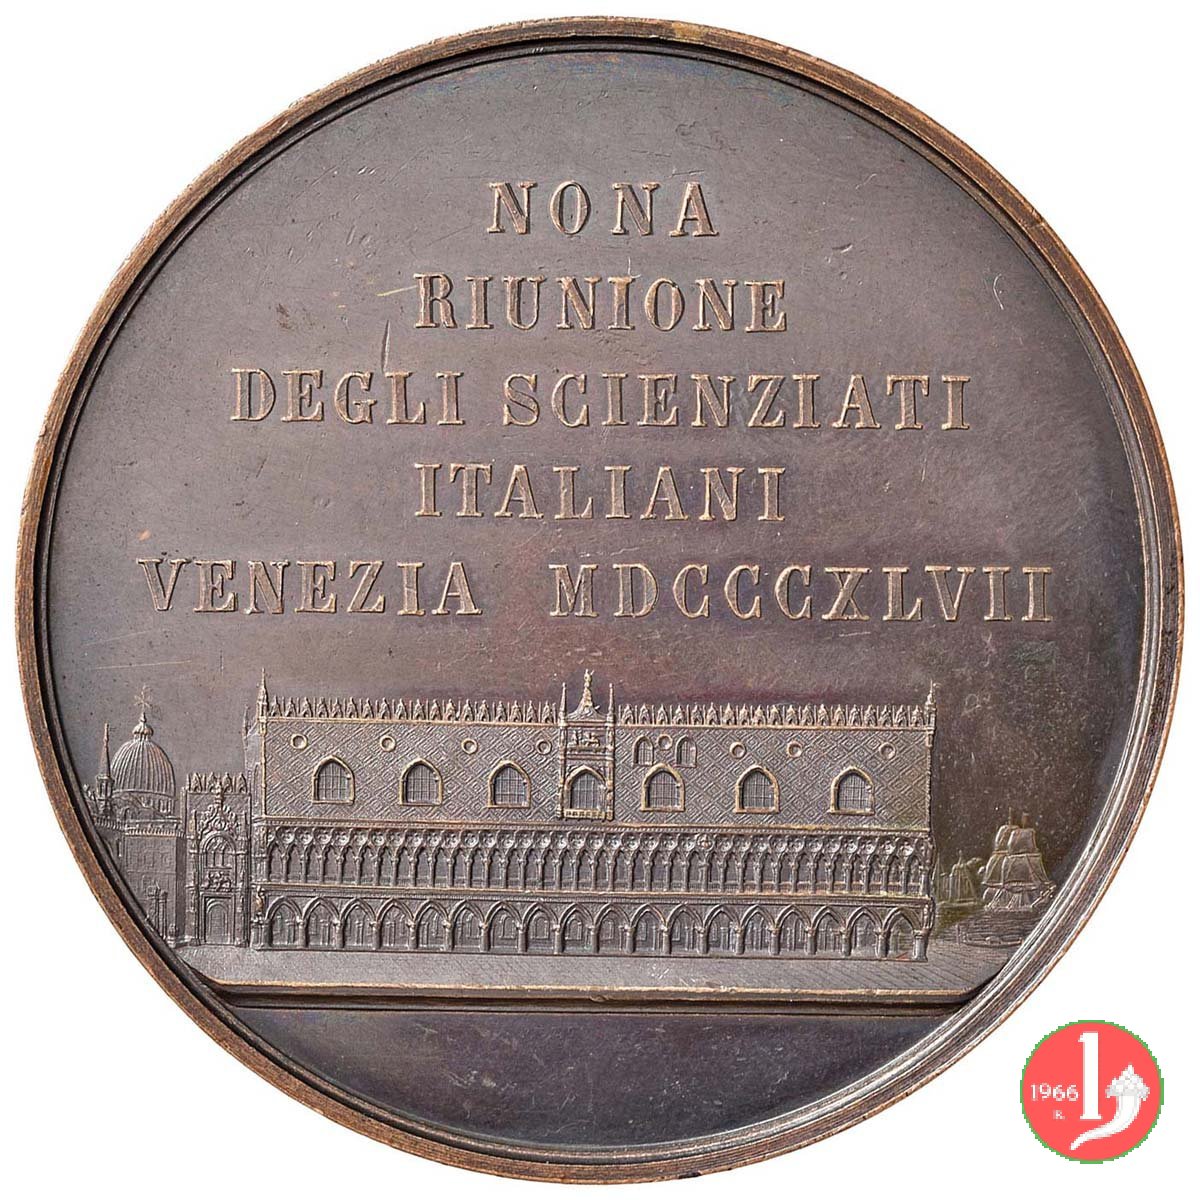 NONA
RIUNIONE
DEGLI SCIENZIATI
ITALIANI
VENEZIA MDCCCXLVII
1966
R.